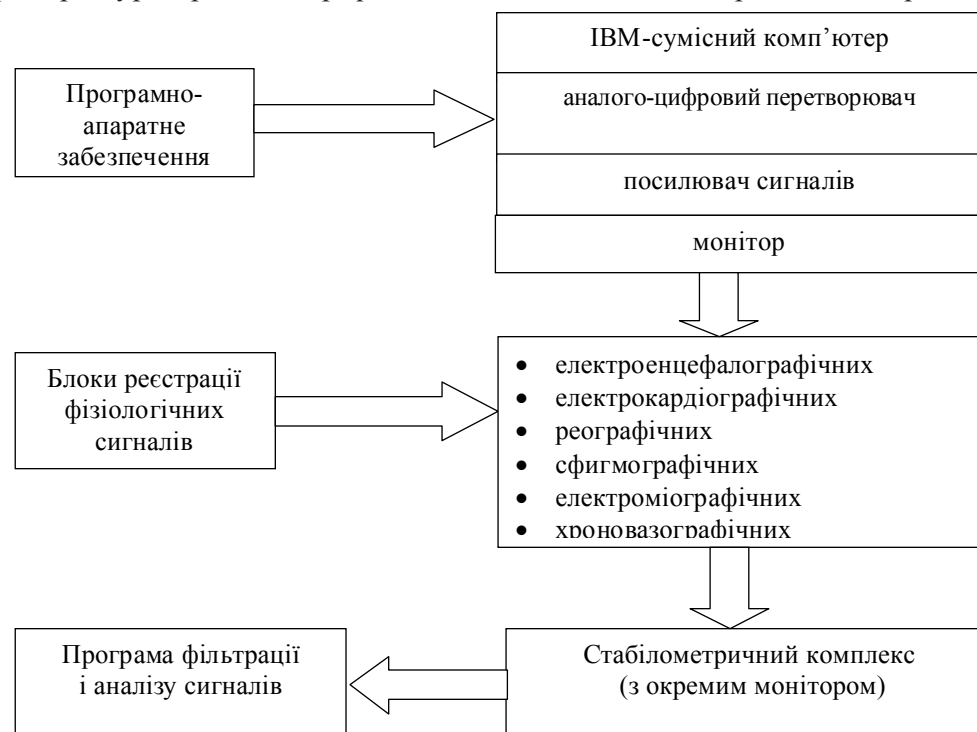 ІВМ-сумісний комп’ютер
Програмно-
апаратне
забезпечення
аналого-цифровий перетворювач
посилювач сигналів
монітор
Блоки реєстрації
фізіологічних
сигналів
• електроенцефалографічних
• електрокардіографічних
• реографічних
• сфигмографічних
• електроміографічних
• хроновазографічних
Програма фільтрації
і аналізу сигналів
Стабілометричний комплекс
(з окремим монітором)